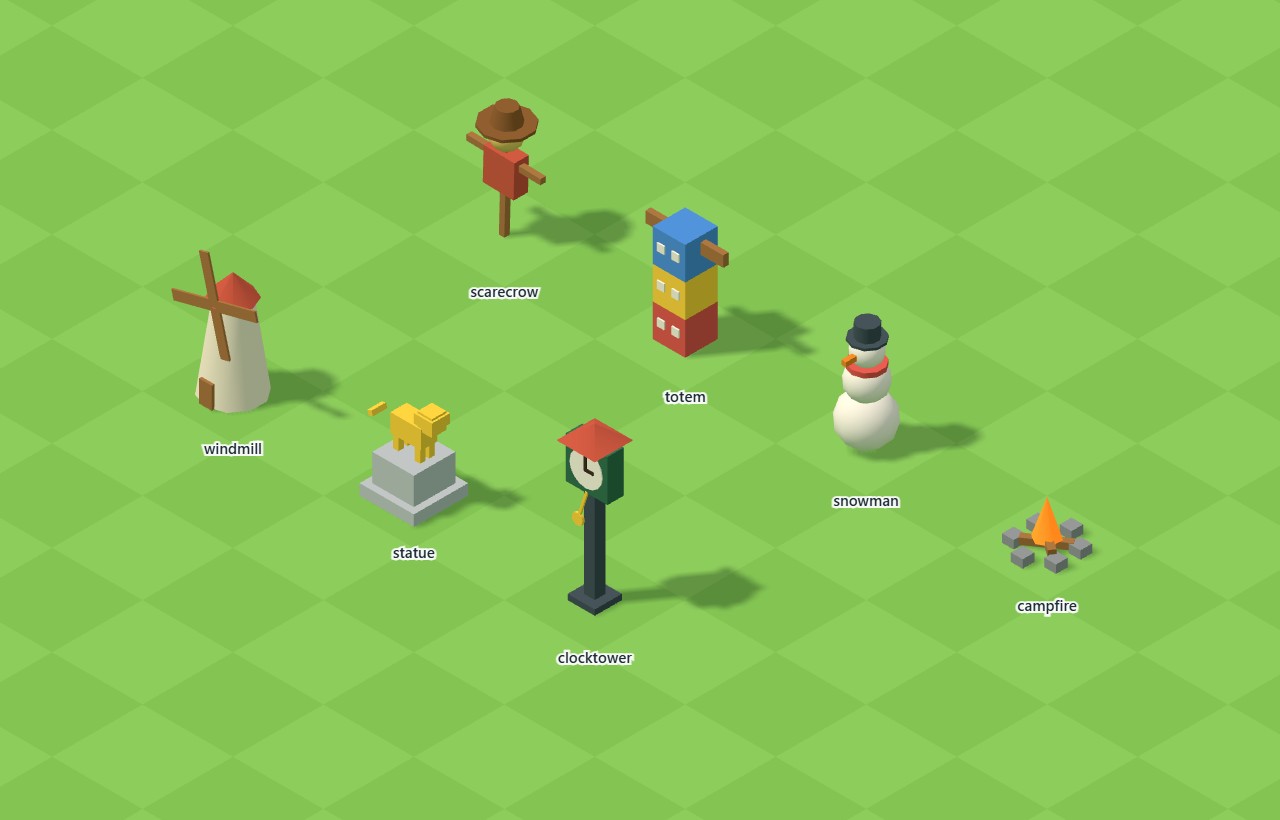 scarecrow
totem
windmill
snowman
statue
campfire
clocktower